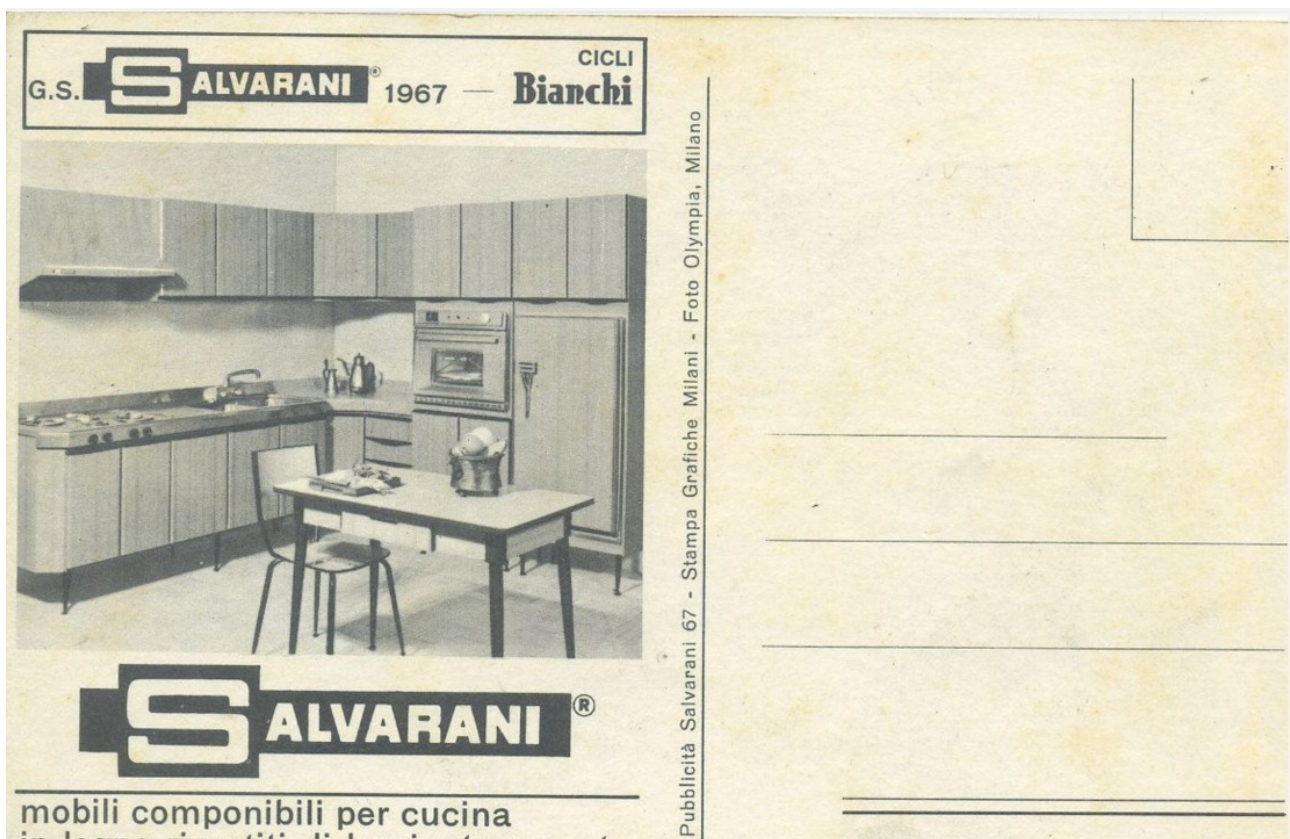 G.S. SALVARANI® 1967 — CICLI Bianchi
SALVARANI®
mobili componibili per cucina
Pubblicità Salvarani 67 - Stampa Grafiche Milani - Foto Olympia, Milano